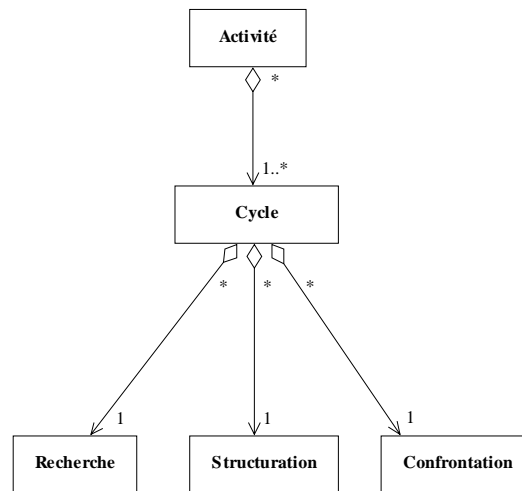 Activité
*
1..*
Cycle
* * *
1 1 1
Recherche Structuration Confrontation